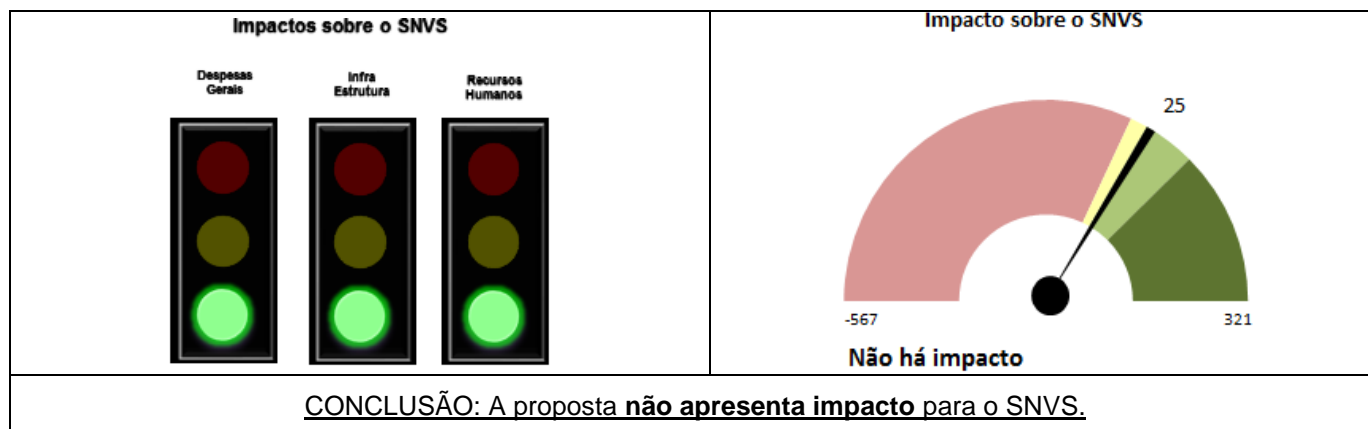 Impactos sobre o SNVS
Despesas
Gerais
Infra
Estrutura
Recursos
Humanos
Impacto sobre o SNVS
25
-567
321
Não há impacto
CONCLUSÃO: A proposta não apresenta impacto para o SNVS.